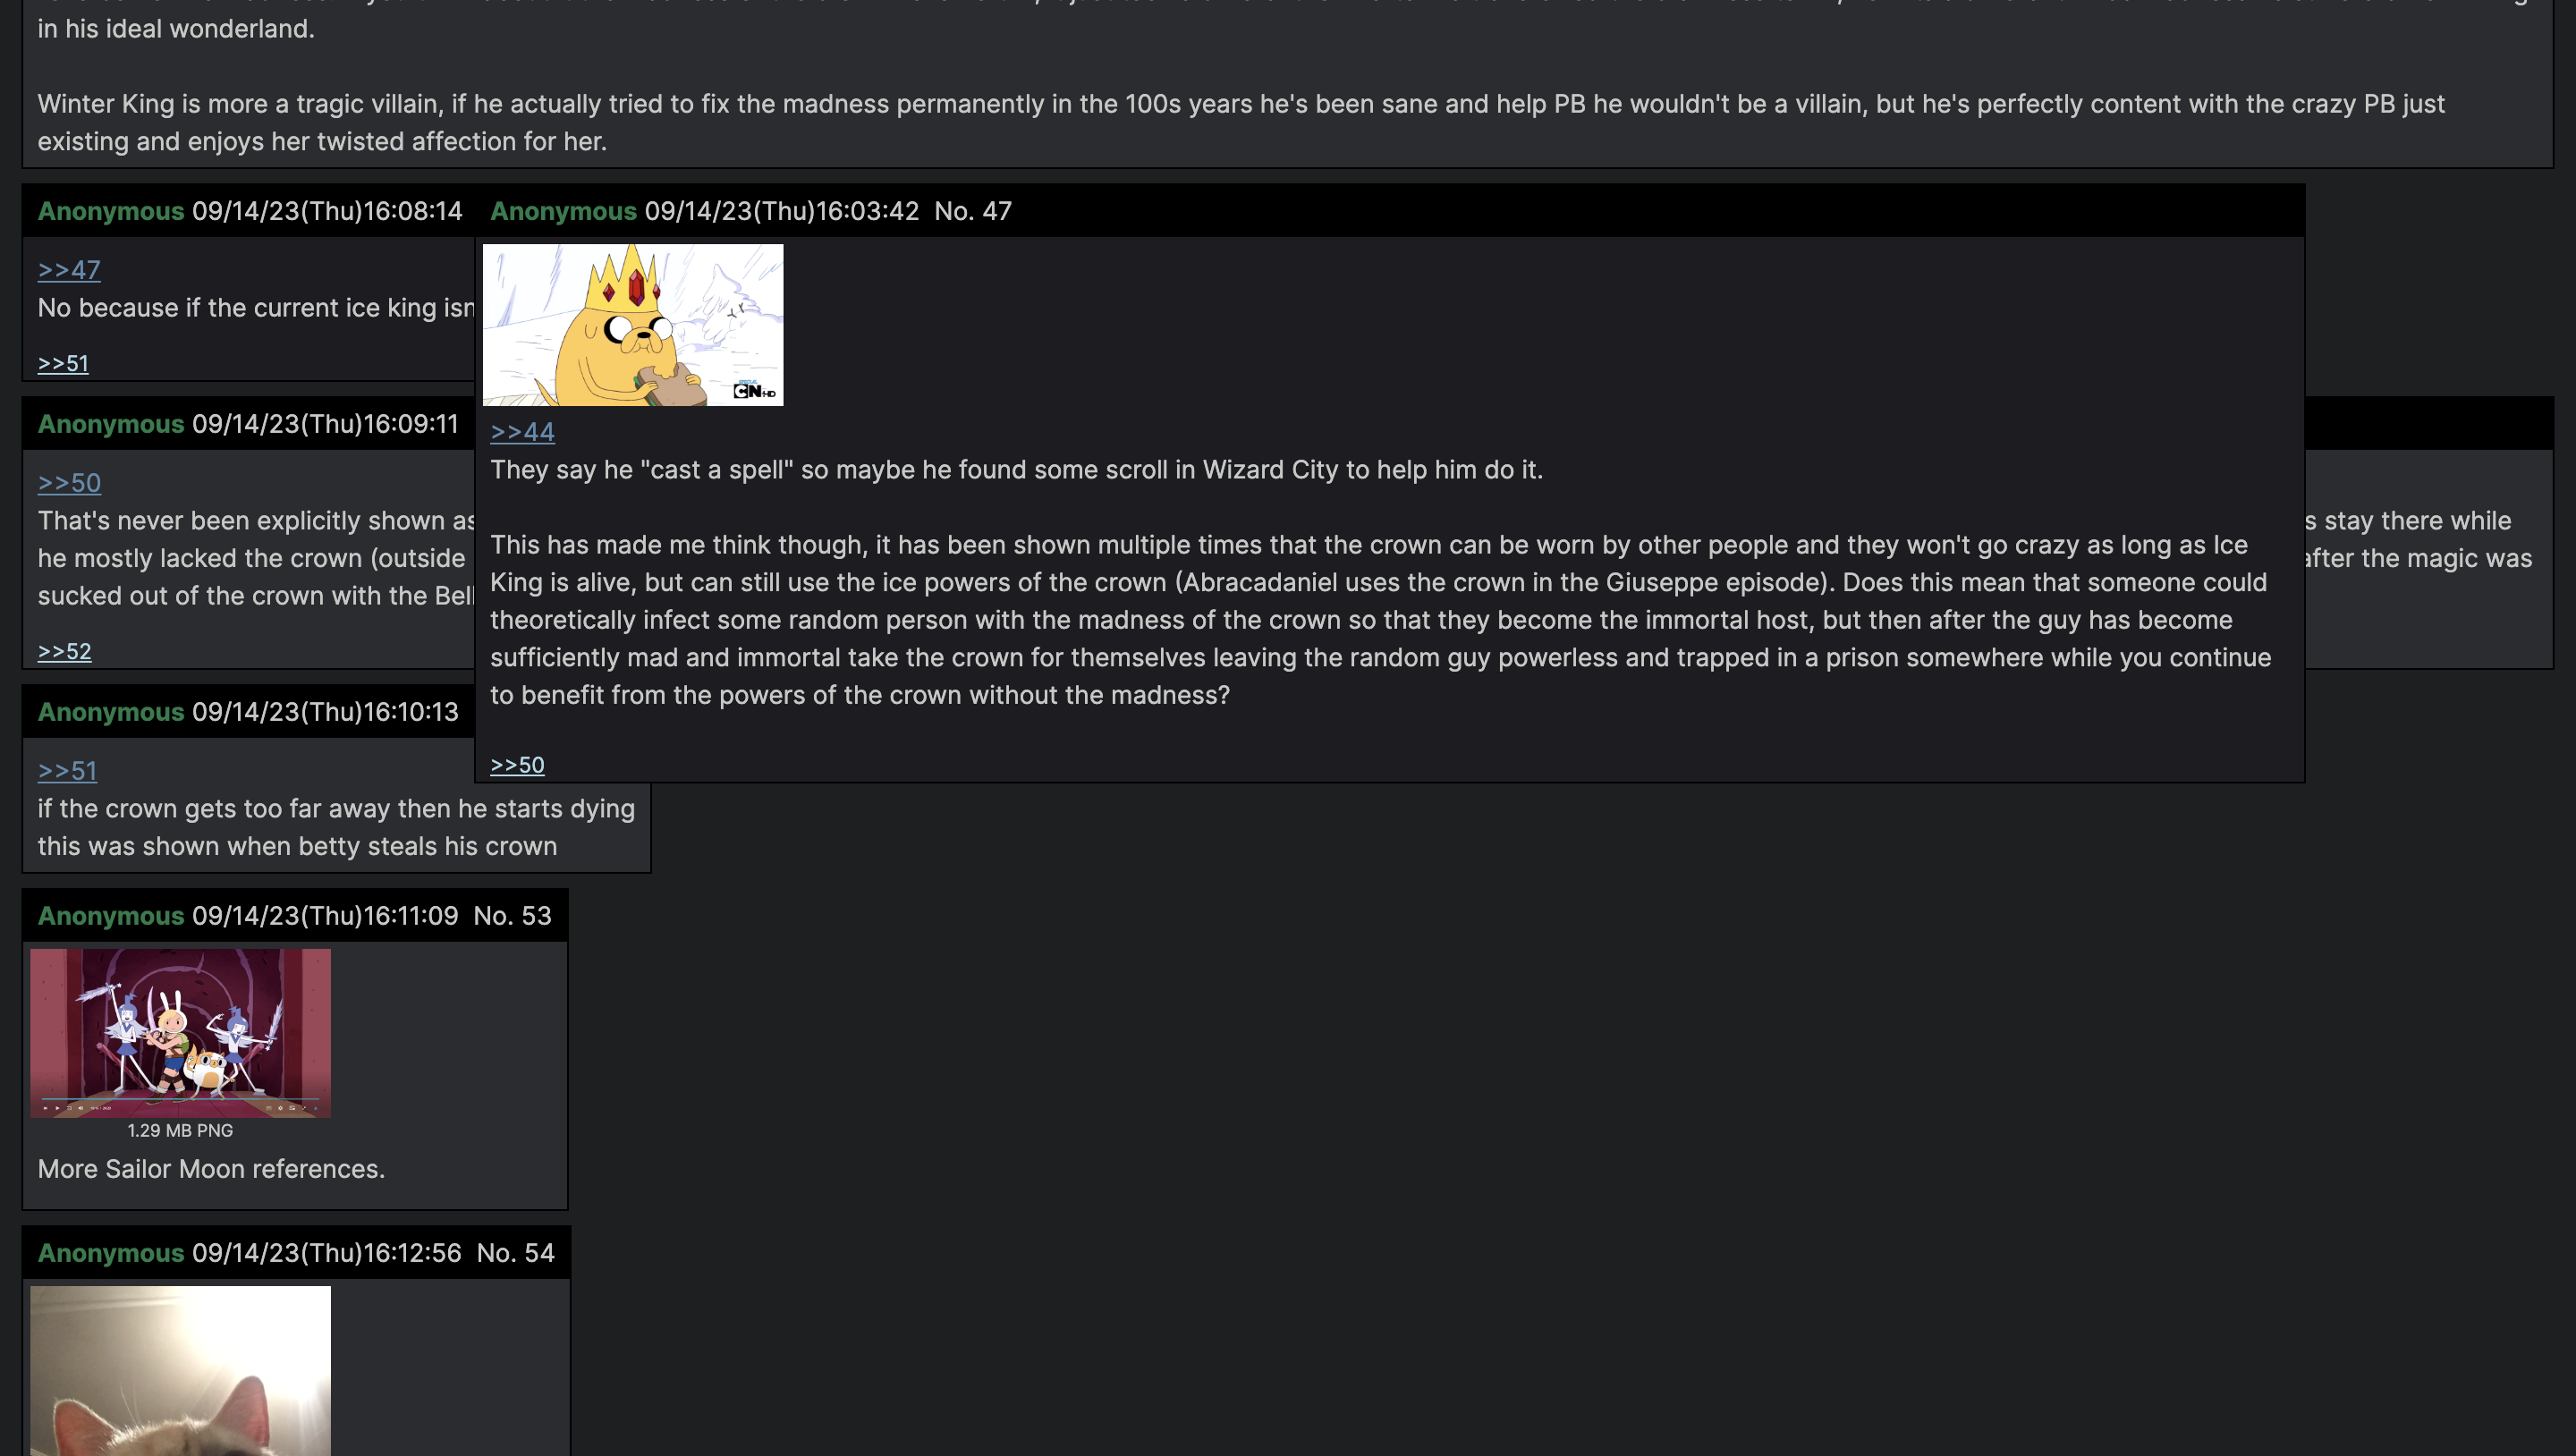 in his ideal wonderland.
Winter King is more a tragic villain, if he actually tried to fix the madness permanently in the 100s years he's been sane and help PB he wouldn't be a villain, but he's perfectly content with the crazy PB just
existing and enjoys her twisted affection for her.
Anonymous 09/14/23(Thu)16:08:14
>>47
No because if the current ice king isn
>>51
Anonymous 09/14/23(Thu)16:03:42 No. 47
CN HD
>>44
They say he "cast a spell" so maybe he found some scroll in Wizard City to help him do it.
This has made me think though, it has been shown multiple times that the crown can be worn by other people and they won't go crazy as long as Ice
King is alive, but can still use the ice powers of the crown (Abracadaniel uses the crown in the Giuseppe episode). Does this mean that someone could
theoretically infect some random person with the madness of the crown so that they become the immortal host, but then after the guy has become
sufficiently mad and immortal take the crown for themselves leaving the random guy powerless and trapped in a prison somewhere while you continue
to benefit from the powers of the crown without the madness?
>>50
Anonymous 09/14/23(Thu)16:09:11
>>50
That's never been explicitly shown as
s stay there while
he mostly lacked the crown (outside
after the magic was
sucked out of the crown with the Bel
>>52
Anonymous 09/14/23(Thu)16:10:13
>>51
if the crown gets too far away then he starts dying
this was shown when betty steals his crown
Anonymous 09/14/23(Thu)16:11:09 No. 53
1.29 MB PNG
More Sailor Moon references.
Anonymous 09/14/23(Thu)16:12:56 No. 54